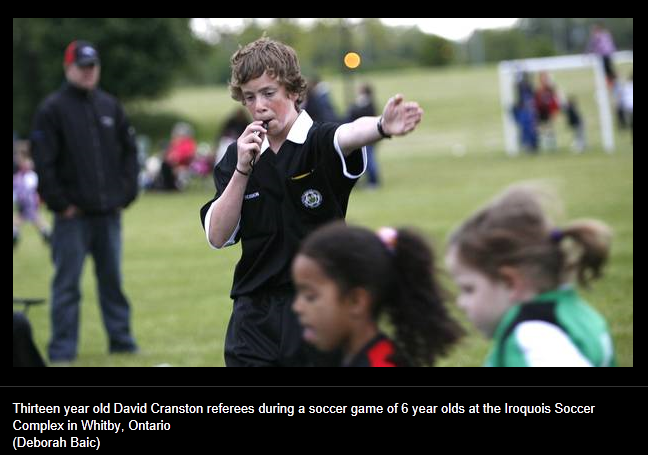 Thirteen year old David Cranston referees during a soccer game of 6 year olds at the Iroquois Soccer
Complex in Whitby, Ontario
(Deborah Baic)